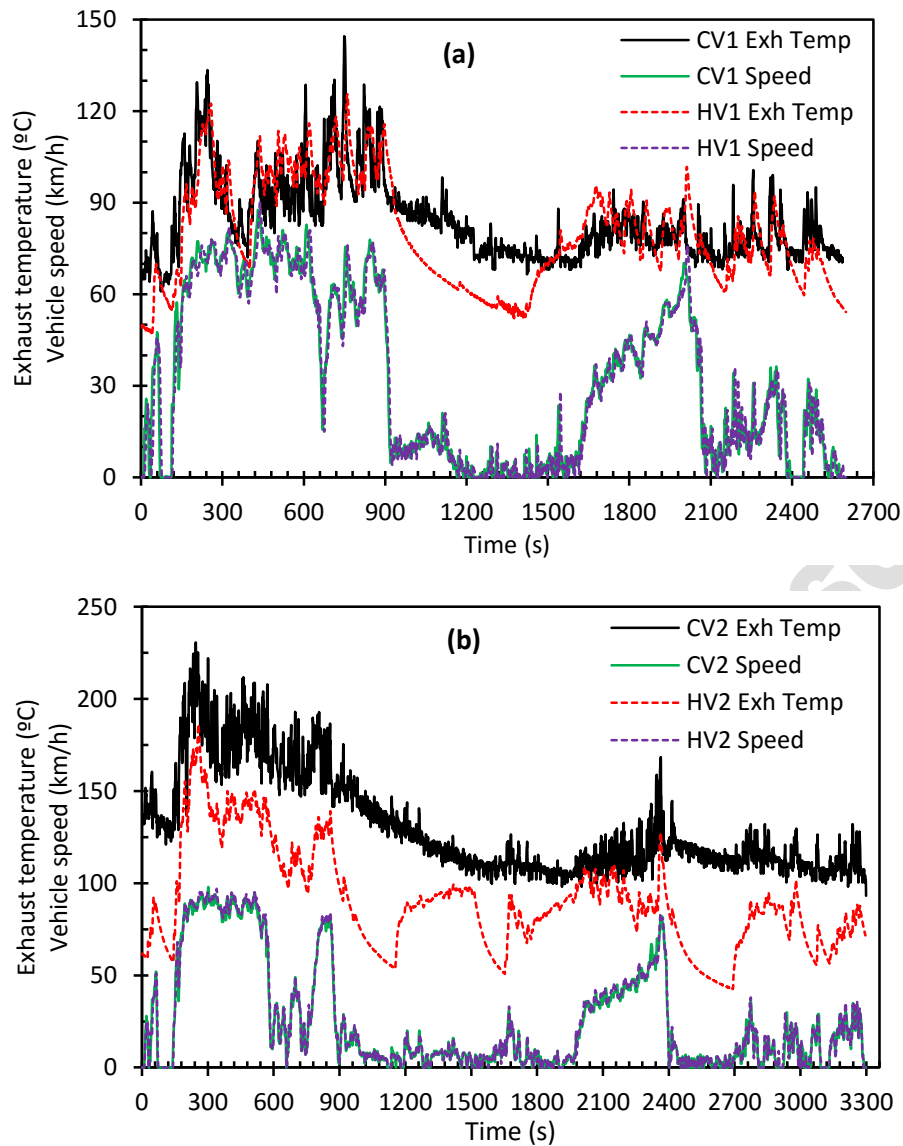 (a)
CV1 Exh Temp
CV1 Speed
HV1 Exh Temp
HV1 Speed
Exhaust temperature (ºC)
Vehicle speed (km/h)
150
120
90
60
30
0
0 300 600 900 1200 1500 1800 2100 2400 2700
Time (s)
(b)
CV2 Exh Temp
CV2 Speed
HV2 Exh Temp
HV2 Speed
Exhaust temperature (ºC)
Vehicle speed (km/h)
250
200
150
100
50
0
0 300 600 900 1200 1500 1800 2100 2400 2700 3000 3300
Time (s)